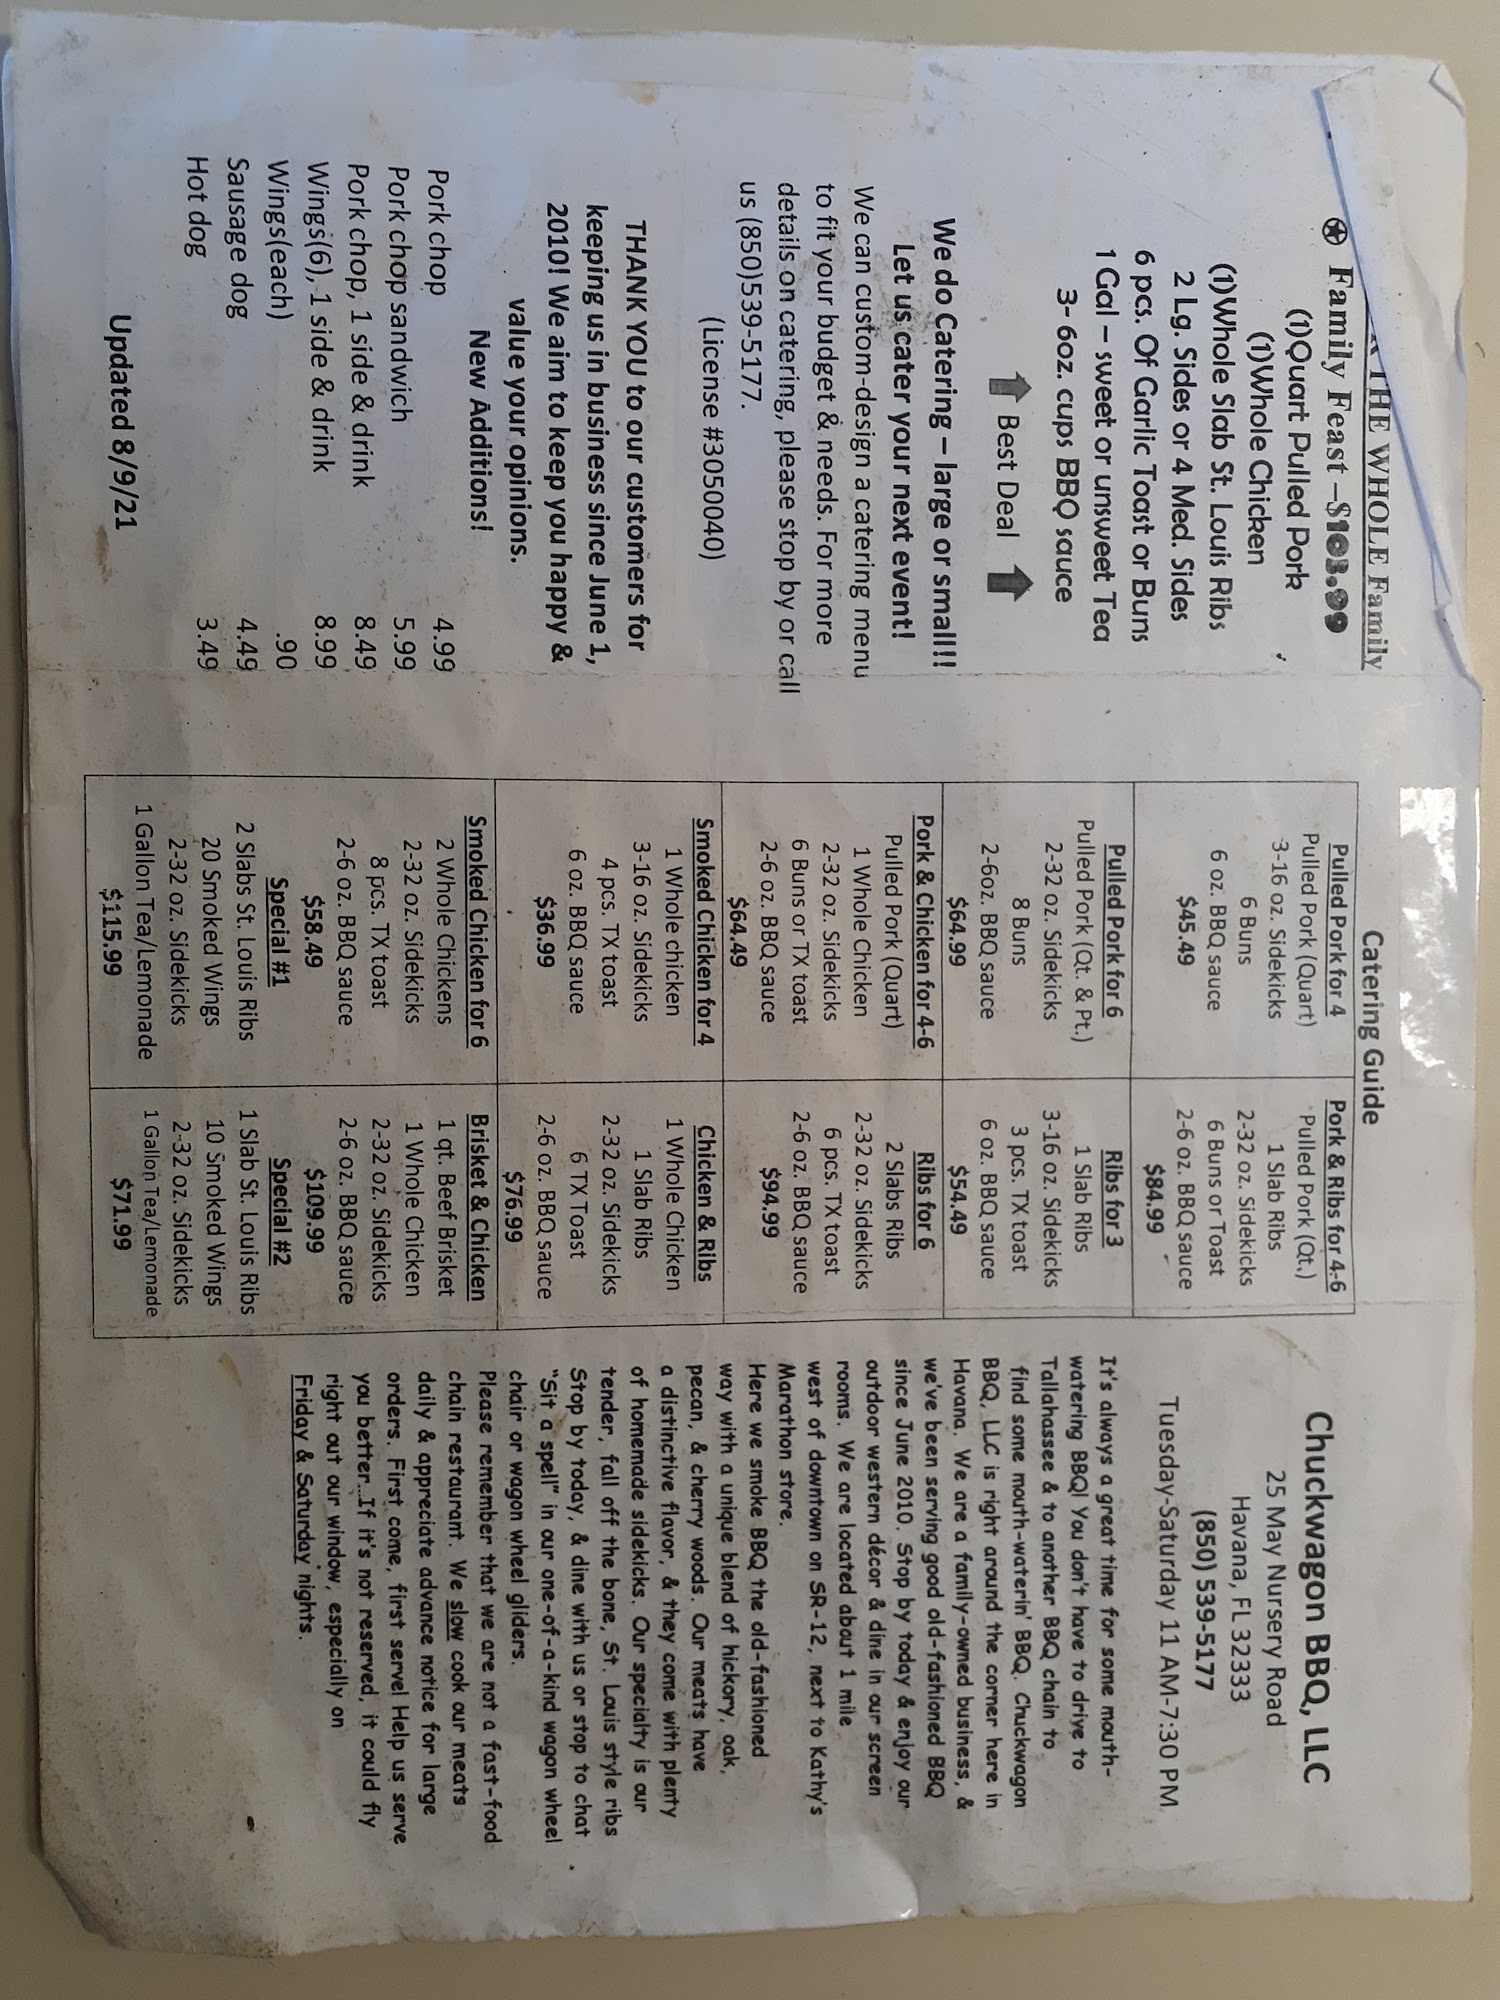 THE WHOLE Family
Family Feast –$103.99
(1)Quart Pulled Pork
(1)Whole Chicken
(1)Whole Slab St. Louis Ribs
2 Lg. Sides or 4 Med. Sides
6 pcs. Of Garlic Toast or Buns
1 Gal – sweet or unsweet Tea
3- 6oz. cups BBQ sauce
Best Deal
We do Catering – large or small!!
Let us cater your next event!
We can custom-design a catering menu
to fit your budget & needs. For more
details on catering, please stop by or call
us (850)539-5177.
(License #3050040)
THANK YOU to our customers for
keeping us in business since June 1,
2010! We aim to keep you happy &
value your opinions.
New Additions!
Pork chop 4.99
Pork chop sandwich 5.99
Pork chop, 1 side & drink 8.49
Wings(6), 1 side & drink 8.99
Wings(each) .90
Sausage dog 4.49
Hot dog 3.49
Updated 8/9/21
Catering Guide
Pulled Pork for 4
Pulled Pork (Quart)
3-16 oz. Sidekicks
6 Buns
6 oz. BBQ sauce
$45.49
Pork & Ribs for 4-6
Pulled Pork (Qt.)
1 Slab Ribs
2-32 oz. Sidekicks
6 Buns or Toast
2-6 oz. BBQ sauce
$84.99
Pulled Pork for 6
Pulled Pork (Qt. & Pt.)
2-32 oz. Sidekicks
8 Buns
2-6oz. BBQ sauce
$64.99
Ribs for 3
1 Slab Ribs
3-16 oz. Sidekicks
3 pcs. TX toast
6 oz. BBQ sauce
$54.49
Pork & Chicken for 4-6
Pulled Pork (Quart)
1 Whole Chicken
2-32 oz. Sidekicks
6 Buns or TX toast
2-6 oz. BBQ sauce
$64.49
Ribs for 6
2 Slabs Ribs
2-32 oz. Sidekicks
6 pcs. TX toast
2-6 oz. BBQ sauce
$94.99
Smoked Chicken for 4
1 Whole chicken
3-16 oz. Sidekicks
4 pcs. TX toast
6 oz. BBQ sauce
$36.99
Chicken & Ribs
1 Whole Chicken
1 Slab Ribs
2-32 oz. Sidekicks
6 TX Toast
2-6 oz. BBQ sauce
$76.99
Smoked Chicken for 6
2 Whole Chickens
2-32 oz. Sidekicks
8 pcs. TX toast
2-6 oz. BBQ sauce
$58.49
Special #1
2 Slabs St. Louis Ribs
20 Smoked Wings
2-32 oz. Sidekicks
1 Gallon Tea/Lemonade
$115.99
Brisket & Chicken
1 qt. Beef Brisket
1 Whole Chicken
2-32 oz. Sidekicks
2-6 oz. BBQ sauce
$109.99
Special #2
1 Slab St. Louis Ribs
10 Smoked Wings
2-32 oz. Sidekicks
1 Gallon Tea/Lemonade
$71.99
Chuckwagon BBQ, LLC
25 May Nursery Road
Havana, FL 32333
(850) 539-5177
Tuesday-Saturday 11 AM-7:30 PM
It's always a great time for some mouth-
watering BBQ! You don't have to drive to
Tallahassee & to another BBQ chain to
find some mouth-waterin' BBQ. Chuckwagon
BBQ, LLC is right around the corner here in
Havana. We are a family-owned business, &
we've been serving good old-fashioned BBQ
since June 2010. Stop by today & enjoy our
outdoor western décor & dine in our screen
rooms. We are located about 1 mile
west of downtown on SR-12, next to Kathy's
Marathon store.
Here we smoke BBQ the old-fashioned
way with a unique blend of hickory, oak,
pecan, & cherry woods. Our meats have
a distinctive flavor, & they come with plenty
of homemade sidekicks. Our specialty is our
tender, fall off the bone, St. Louis style ribs
Stop by today, & dine with us or stop to chat
"Sit a spell" in our one-of-a-kind wagon wheel
chair or wagon wheel gliders.
Please remember that we are not a fast-food
chain restaurant. We slow cook our meats
daily & appreciate advance notice for large
orders. First come, first serve! Help us serve
you better...If it's not reserved, it could fly
right out our window, especially on
Friday & Saturday nights.